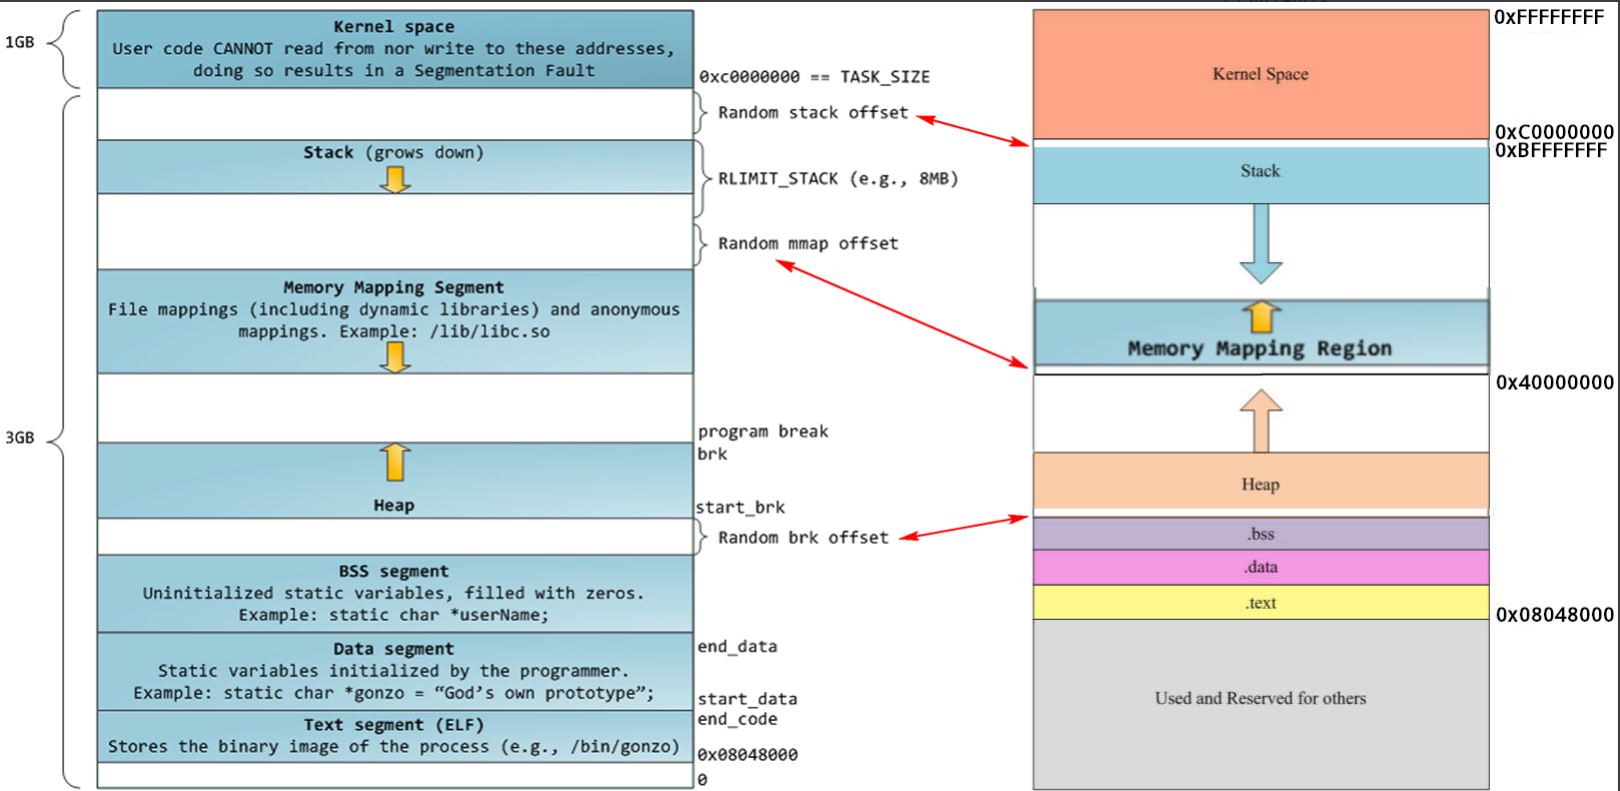 1GB
Kernel space
User code CANNOT read from nor write to these addresses,
doing so results in a Segmentation Fault
0xc0000000 == TASK_SIZE
Random stack offset
Stack (grows down)
RLIMIT_STACK (e.g., 8MB)
Random mmap offset
Memory Mapping Segment
File mappings (including dynamic libraries) and anonymous
mappings. Example: /lib/libc.so
3GB
program break
brk
Heap
start_brk
Random brk offset
BSS segment
Uninitialized static variables, filled with zeros.
Example: static char *userName;
Data segment
Static variables initialized by the programmer.
Example: static char *gonzo = “God’s own prototype”;
end_data
start_data
end_code
Text segment (ELF)
Stores the binary image of the process (e.g., /bin/gonzo)
0x08048000
0
0xFFFFFFFF
Kernel Space
0xC0000000
0xBFFFFFFF
Stack
Memory Mapping Region
0x40000000
Heap
.bss
.data
.text
0x08048000
Used and Reserved for others